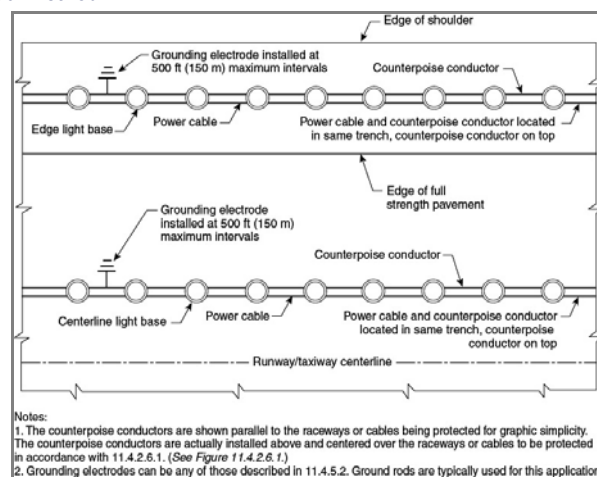 Edge of shoulder
Grounding electrode installed at
500 ft (150 m) maximum intervals
Counterpoise conductor
Edge light base
Power cable
Power cable and counterpoise conductor located
in same trench, counterpoise conductor on top
Edge of full
strength pavement
Grounding electrode
installed at 500 ft (150 m)
maximum intervals
Counterpoise conductor
Centerline light base
Power cable
Power cable and counterpoise conductor
located in same trench, counterpoise
conductor on top
Runway/taxiway centerline
Notes:
1. The counterpoise conductors are shown parallel to the raceways or cables being protected for graphic simplicity.
The counterpoise conductors are actually installed above and centered over the raceways or cables to be protected
in accordance with 11.4.2.6.1. (See Figure 11.4.2.6.1.)
2. Grounding electrodes can be any of those described in 11.4.5.2. Ground rods are typically used for this application